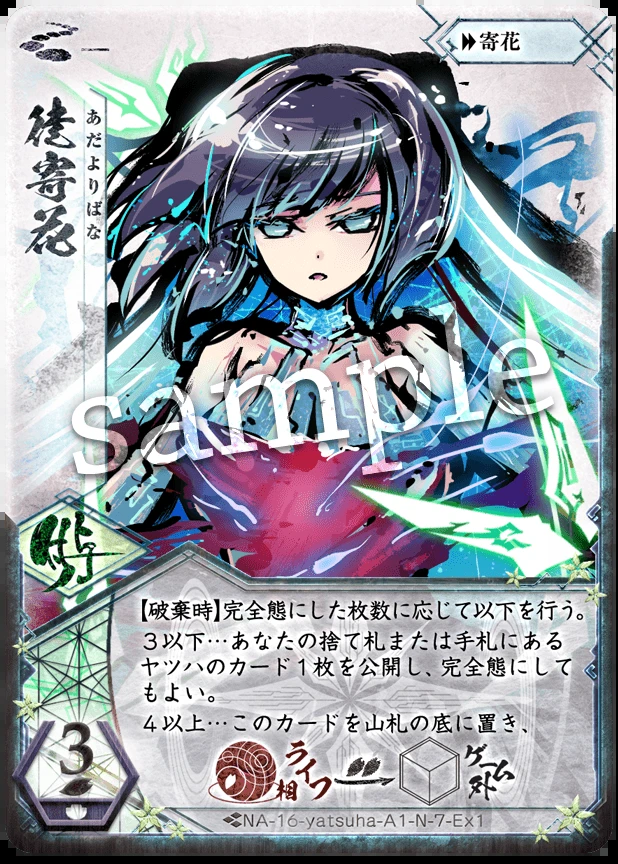 寄花
徒寄花
あだよりばな
sample
付与
【破棄時】完全態にした枚数に応じて以下を行う。
3以下…あなたの捨て札または手札にある
ヤツハのカード1枚を公開し、完全態にして
もよい。
4以上…このカードを山札の底に置き、
相ライフ
ゲーム外
3
NA-16-yatsuha-A1-N-7-Ex1